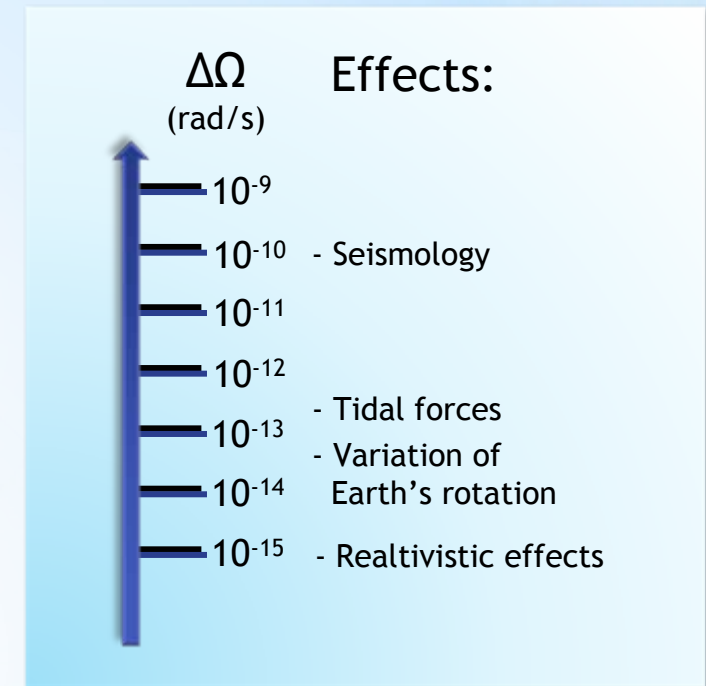 ΔΩ Effects:
(rad/s)
10⁻⁹
10⁻¹⁰ - Seismology
10⁻¹¹
10⁻¹²
- Tidal forces
10⁻¹³
- Variation of
10⁻¹⁴ Earth's rotation
10⁻¹⁵ - Realtivistic effects